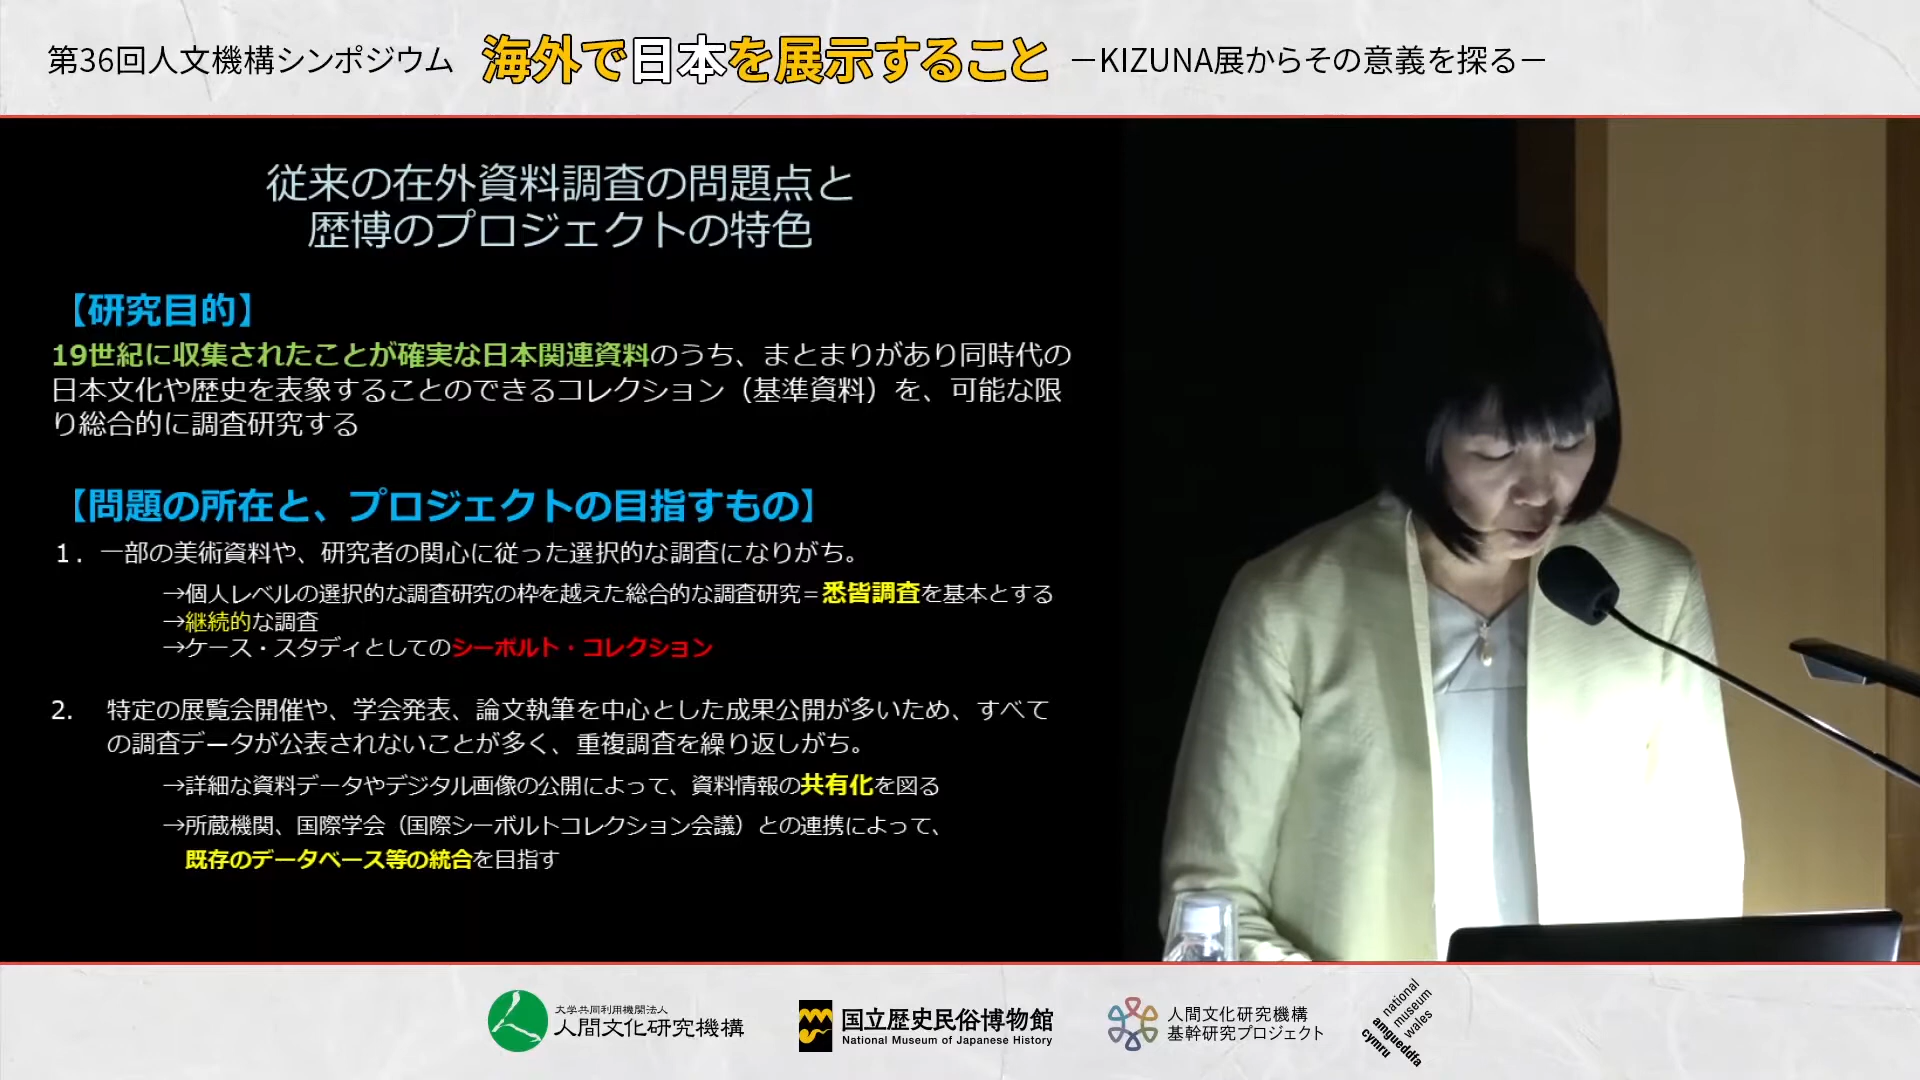 第36回人文機構シンポジウム 海外で日本を展示すること ーKIZUNA展からその意義を探るー
従来の在外資料調査の問題点と
歴博のプロジェクトの特色
【研究目的】
19世紀に収集されたことが確実な日本関連資料のうち、まとまりがあり同時代の
日本文化や歴史を表象することのできるコレクション（基準資料）を、可能な限
り総合的に調査研究する
【問題の所在と、プロジェクトの目指すもの】
１．一部の美術資料や、研究者の関心に従った選択的な調査になりがち。
→個人レベルの選択的な調査研究の枠を越えた総合的な調査研究＝悉皆調査を基本とする
→継続的な調査
→ケース・スタディとしてのシーボルト・コレクション
2. 特定の展覧会開催や、学会発表、論文執筆を中心とした成果公開が多いため、すべて
の調査データが公表されないことが多く、重複調査を繰り返しがち。
→詳細な資料データやデジタル画像の公開によって、資料情報の共有化を図る
→所蔵機関、国際学会（国際シーボルトコレクション会議）との連携によって、
既存のデータベース等の統合を目指す
大学共同利用機関法人
人間文化研究機構
国立歴史民俗博物館
National Museum of Japanese History
人間文化研究機構
基幹研究プロジェクト
national
museum
wales
amgueddfa
cymru